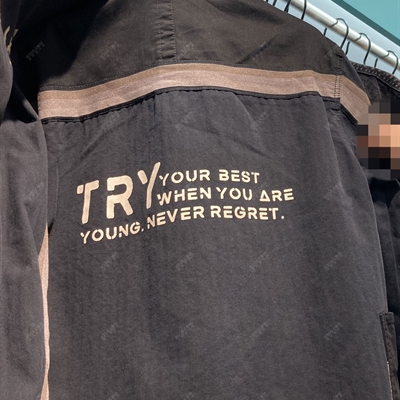 TRY YOUR BEST
WHEN YOU ARE
YOUNG. NEVER REGRET.